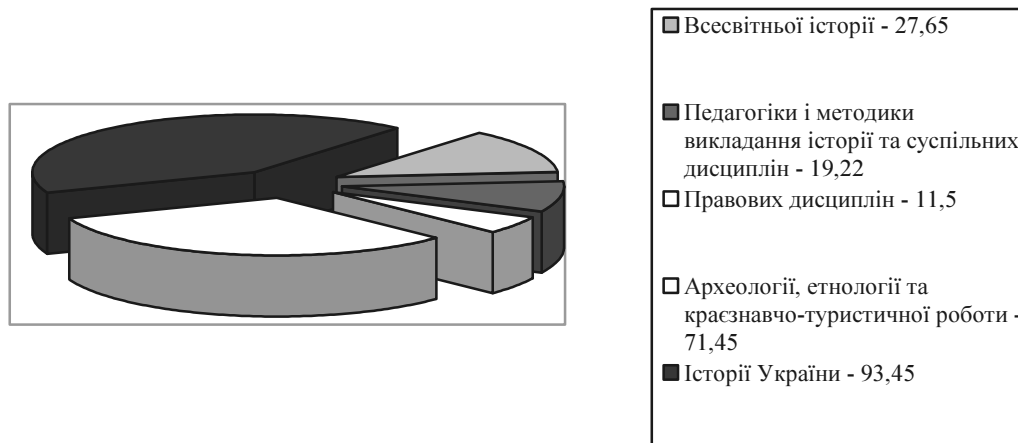 Всесвітньої історії - 27,65
Педагогіки і методики
викладання історії та суспільних
дисциплін - 19,22
Правових дисциплін - 11,5
Археології, етнології та
краєзнавчо-туристичної роботи -
71,45
Історії України - 93,45